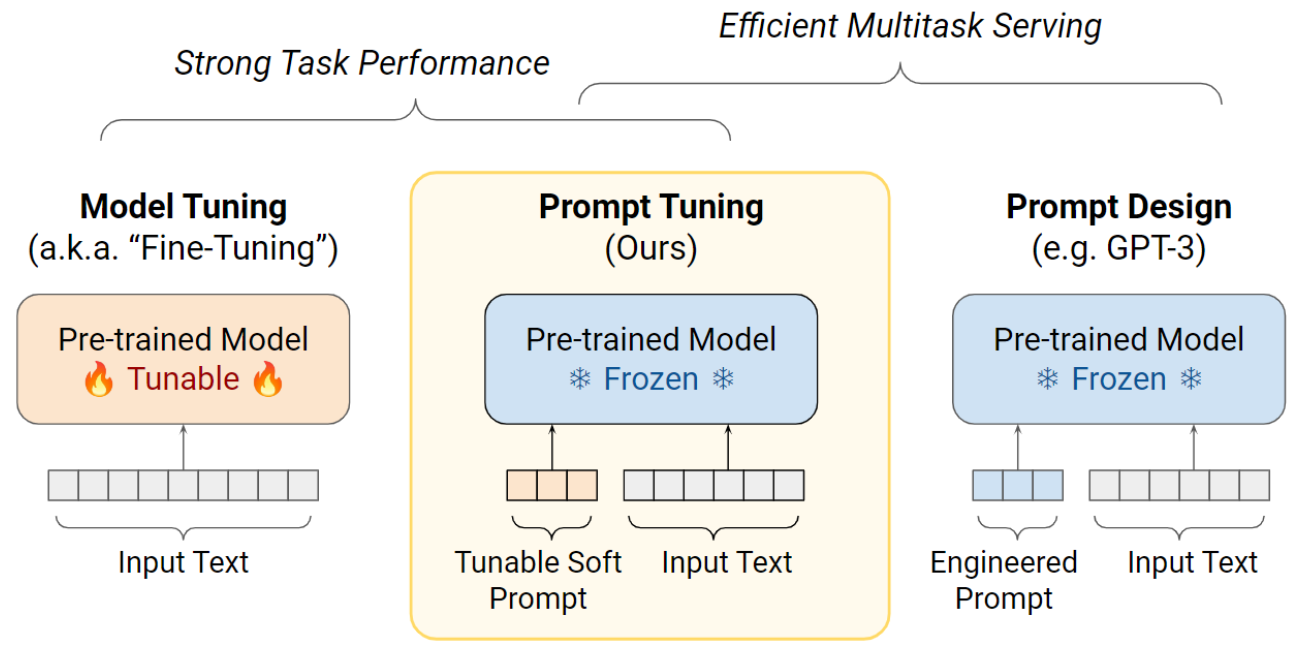 Efficient Multitask Serving
Strong Task Performance
Model Tuning
(a.k.a. “Fine-Tuning”)
Pre-trained Model
🔥 Tunable 🔥
Input Text
Prompt Tuning
(Ours)
Pre-trained Model
❄ Frozen ❄
Tunable Soft
Prompt
Input Text
Prompt Design
(e.g. GPT-3)
Pre-trained Model
❄ Frozen ❄
Engineered
Prompt
Input Text